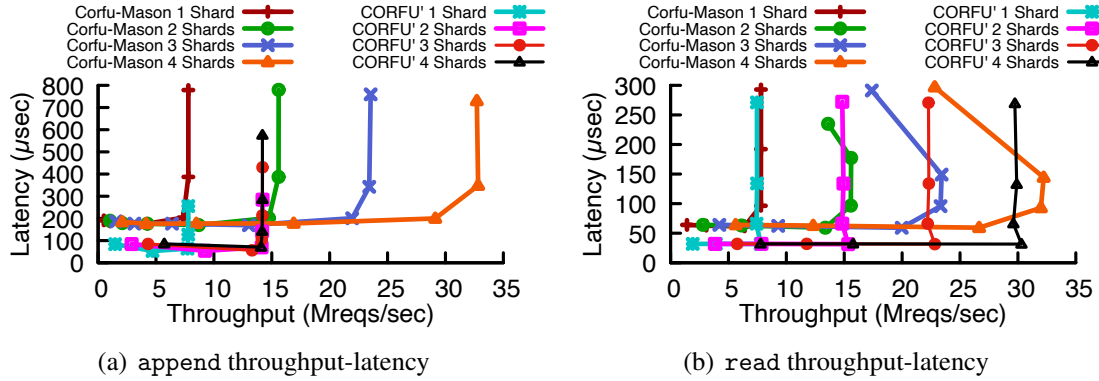 Corfu-Mason 1 Shard
Corfu-Mason 2 Shards
Corfu-Mason 3 Shards
Corfu-Mason 4 Shards
CORFU' 1 Shard
CORFU' 2 Shards
CORFU' 3 Shards
CORFU' 4 Shards
Latency (μsec)
800
700
600
500
400
300
200
100
0
0 5 10 15 20 25 30 35
Throughput (Mreqs/sec)
(a) append throughput-latency
Corfu-Mason 1 Shard
Corfu-Mason 2 Shards
Corfu-Mason 3 Shards
Corfu-Mason 4 Shards
CORFU' 1 Shard
CORFU' 2 Shards
CORFU' 3 Shards
CORFU' 4 Shards
Latency (μsec)
300
250
200
150
100
50
0
0 5 10 15 20 25 30 35
Throughput (Mreqs/sec)
(b) read throughput-latency